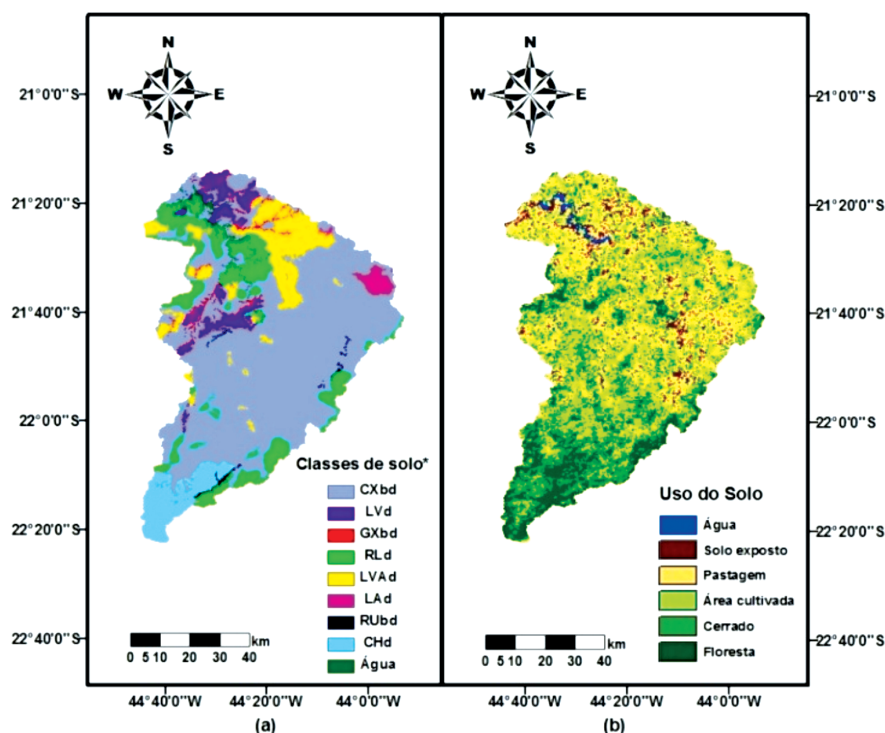 N
W E
S
N
W E
S
21°0'0"S
21°20'0"S
21°40'0"S
22°0'0"S
22°20'0"S
22°40'0"S
21°0'0"S
21°20'0"S
21°40'0"S
22°0'0"S
22°20'0"S
22°40'0"S
Classes de solo*
CXbd
LVd
GXbd
RLd
LVAd
LAd
RUbd
CHd
Água
Uso do Solo
Água
Solo exposto
Pastagem
Área cultivada
Cerrado
Floresta
km
0 5 10 20 30 40
km
0 5 10 20 30 40
44°40'0"W 44°20'0"W 44°0'0"W
44°40'0"W 44°20'0"W 44°0'0"W
(a)
(b)